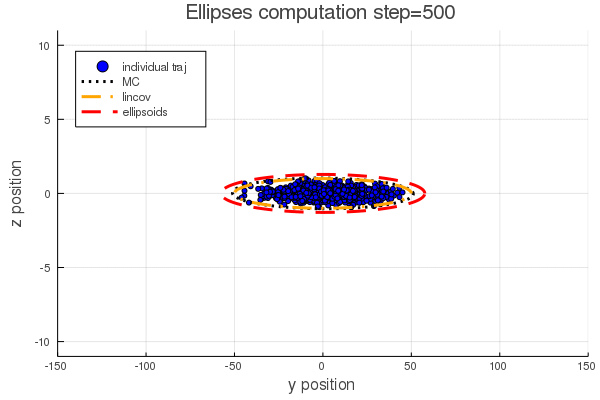 Ellipses computation step=500
individual traj
MC
lincov
ellipsoids
z position
10
5
0
-5
-10
-150
-100
-50
0
50
100
150
y position